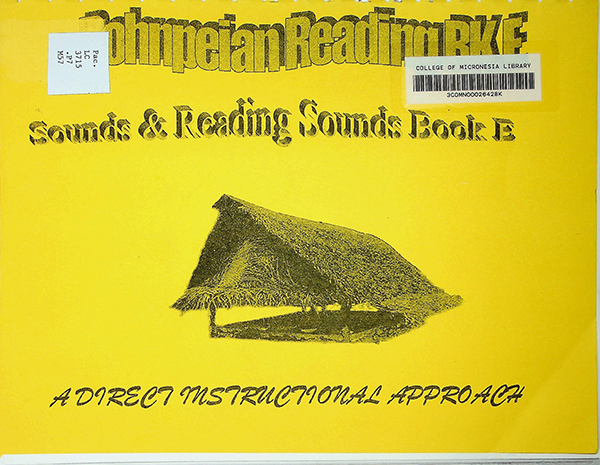 Pohnpeian Reading BK E
Pac.
LC
3715
.P7
M57
COLLEGE OF MICRONESIA LIBRARY
3COMN00026428K
Sounds & Reading Sounds Book E
A DIRECT INSTRUCTIONAL APPROACH